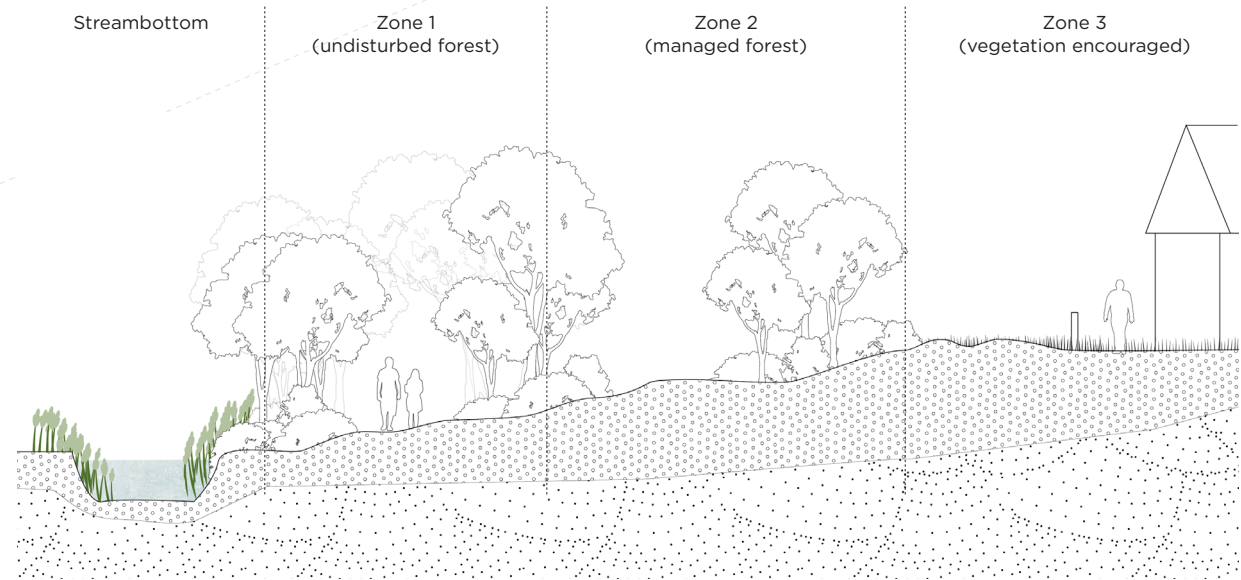 Streambottom
Zone 1
(undisturbed forest)
Zone 2
(managed forest)
Zone 3
(vegetation encouraged)